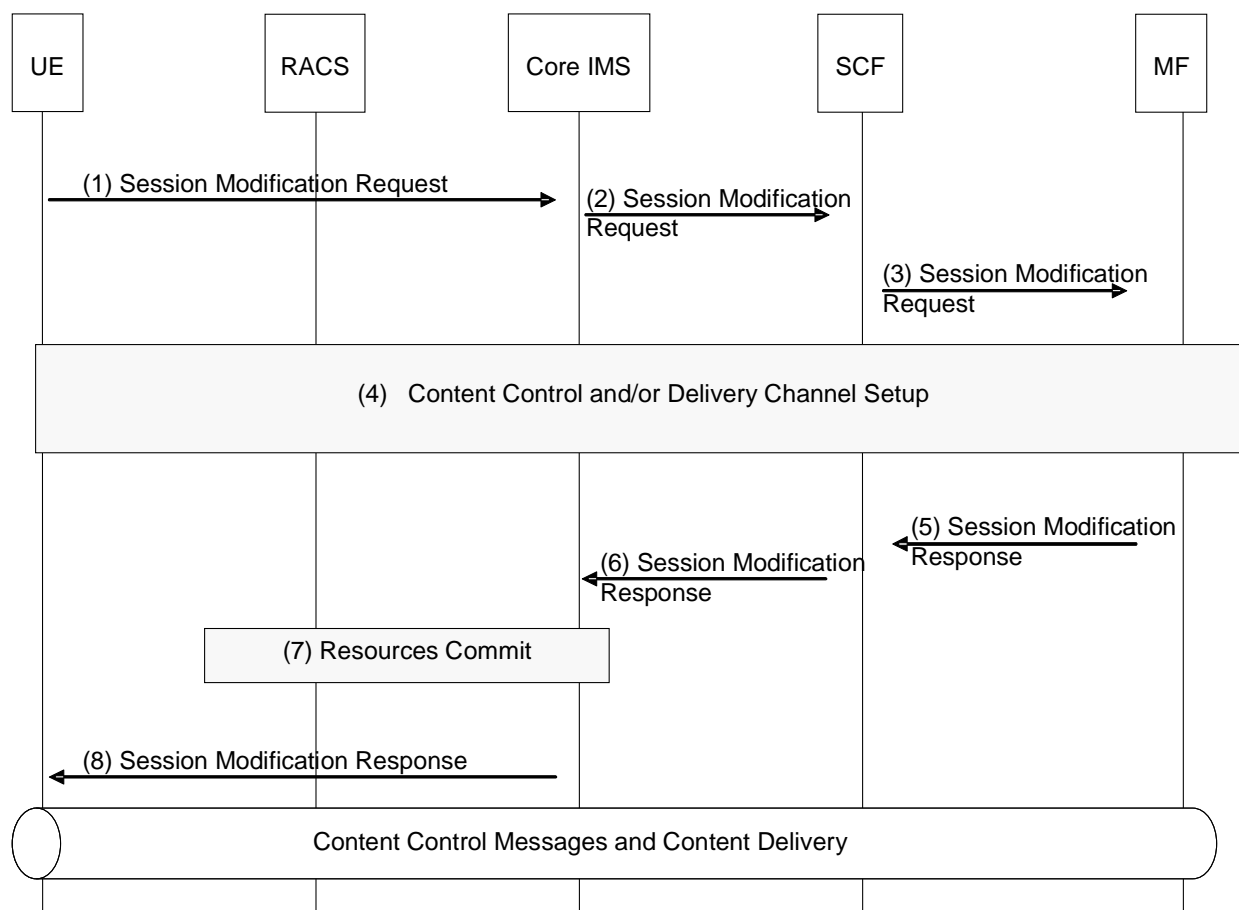 UE
RACS
Core IMS
SCF
MF
(1) Session Modification Request
(2) Session Modification
Request
(3) Session Modification
Request
(4) Content Control and/or Delivery Channel Setup
(5) Session Modification
Response
(6) Session Modification
Response
(7) Resources Commit
(8) Session Modification Response
Content Control Messages and Content Delivery